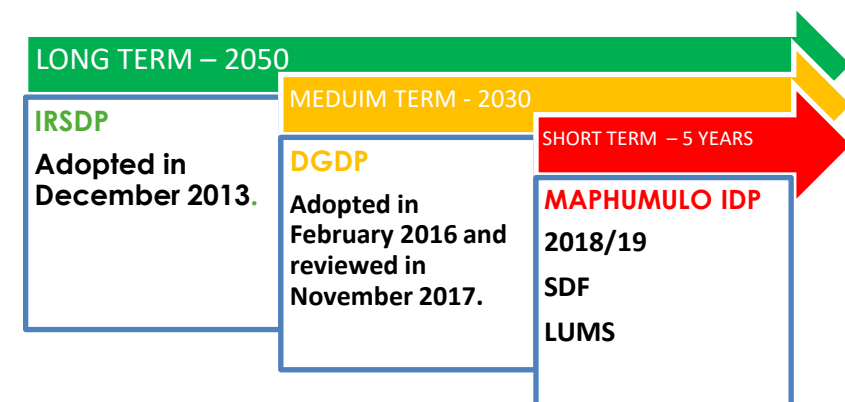 LONG TERM – 2050
IRSDP
Adopted in
December 2013.
MEDUIM TERM - 2030
DGDP
Adopted in
February 2016 and
reviewed in
November 2017.
SHORT TERM – 5 YEARS
MAPHUMULO IDP
2018/19
SDF
LUMS